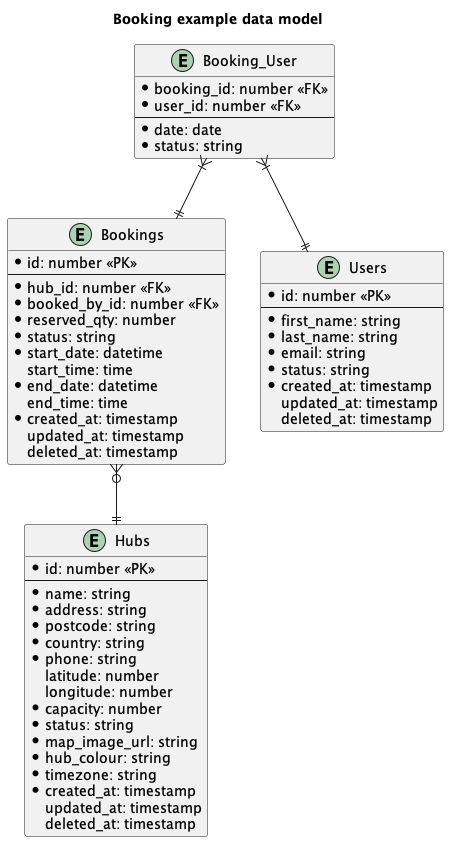 Booking example data model
E Booking_User
booking_id: number «FK»
user_id: number «FK»
date: date
status: string
E Bookings
id: number «PK»
hub_id: number «FK»
booked_by_id: number «FK»
reserved_qty: number
status: string
start_date: datetime
start_time: time
end_date: datetime
end_time: time
created_at: timestamp
updated_at: timestamp
deleted_at: timestamp
E Users
id: number «PK»
first_name: string
last_name: string
email: string
status: string
created_at: timestamp
updated_at: timestamp
deleted_at: timestamp
E Hubs
id: number «PK»
name: string
address: string
postcode: string
country: string
phone: string
latitude: number
longitude: number
capacity: number
status: string
map_image_url: string
hub_colour: string
timezone: string
created_at: timestamp
updated_at: timestamp
deleted_at: timestamp